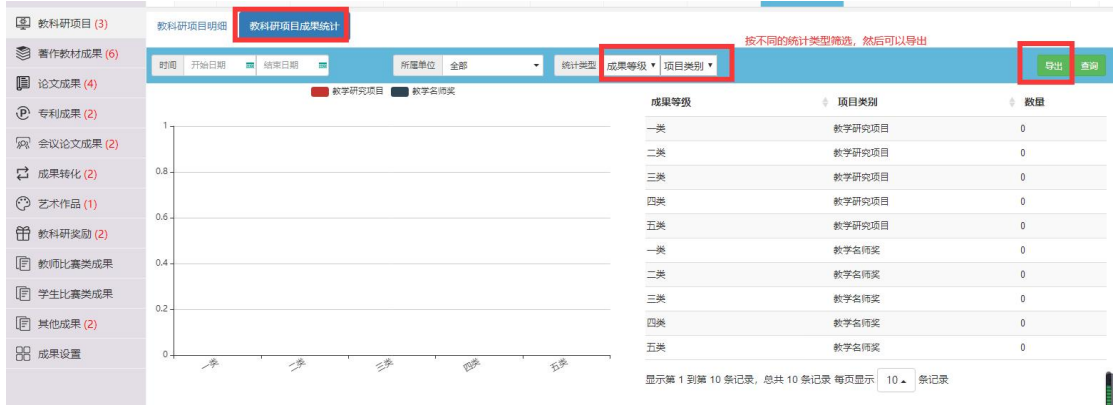 教科研项目 (3)
著作教材成果 (6)
论文成果 (4)
专利成果 (2)
会议论文成果 (2)
成果转化 (2)
艺术作品 (1)
教科研奖励 (2)
教师比赛类成果
学生比赛类成果
其他成果 (2)
成果设置
教科研项目明细 教科研项目成果统计
按不同的统计类型筛选，然后可以导出
时间 开始日期 结束日期 所属单位 全部 统计类型 成果等级 项目类别 导出 查询
教学研究项目 教学名师奖
1
0.8
0.6
0.4
0.2
0
一类 二类 三类 四类 五类
成果等级 项目类别 数量
一类 教学研究项目 0
二类 教学研究项目 0
三类 教学研究项目 0
四类 教学研究项目 0
五类 教学研究项目 0
一类 教学名师奖 0
二类 教学名师奖 0
三类 教学名师奖 0
四类 教学名师奖 0
五类 教学名师奖 0
显示第 1 到第 10 条记录，总共 10 条记录 每页显示 10 条记录